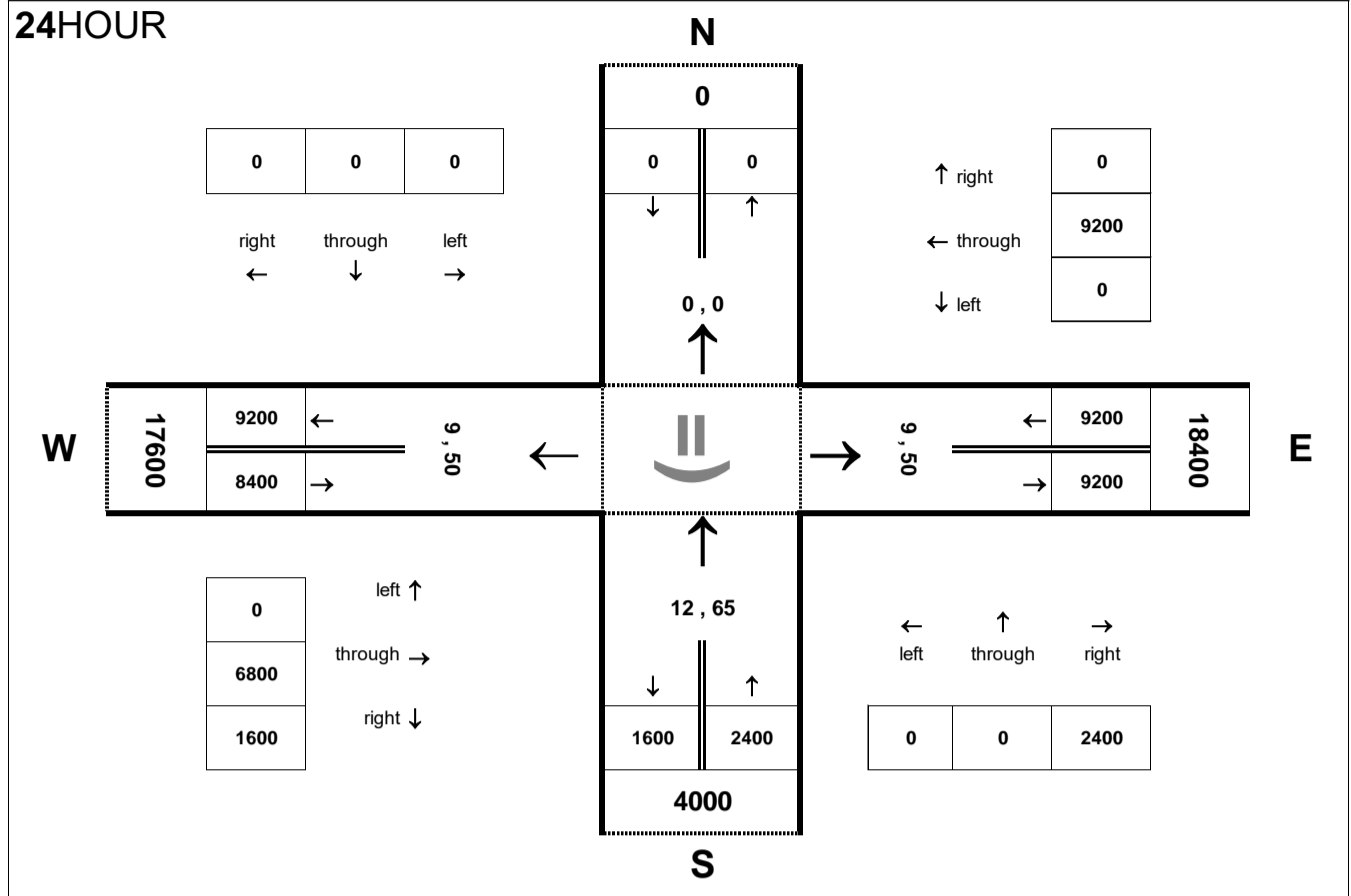 24HOUR
N
0
0 0 0
0 0
0
↑ right
9200
← through
0
↓ left
right through left
← ↓ →
↓ ↑
0 , 0
↑
W
17600
9200 ←
8400 →
9 , 50
←
→
9 , 50
← 9200
→ 9200
18400
E
↑
12 , 65
0
left ↑
6800
through →
1600
right ↓
← ↑ →
left through right
↓ ↑
1600 2400
0 0 2400
4000
S